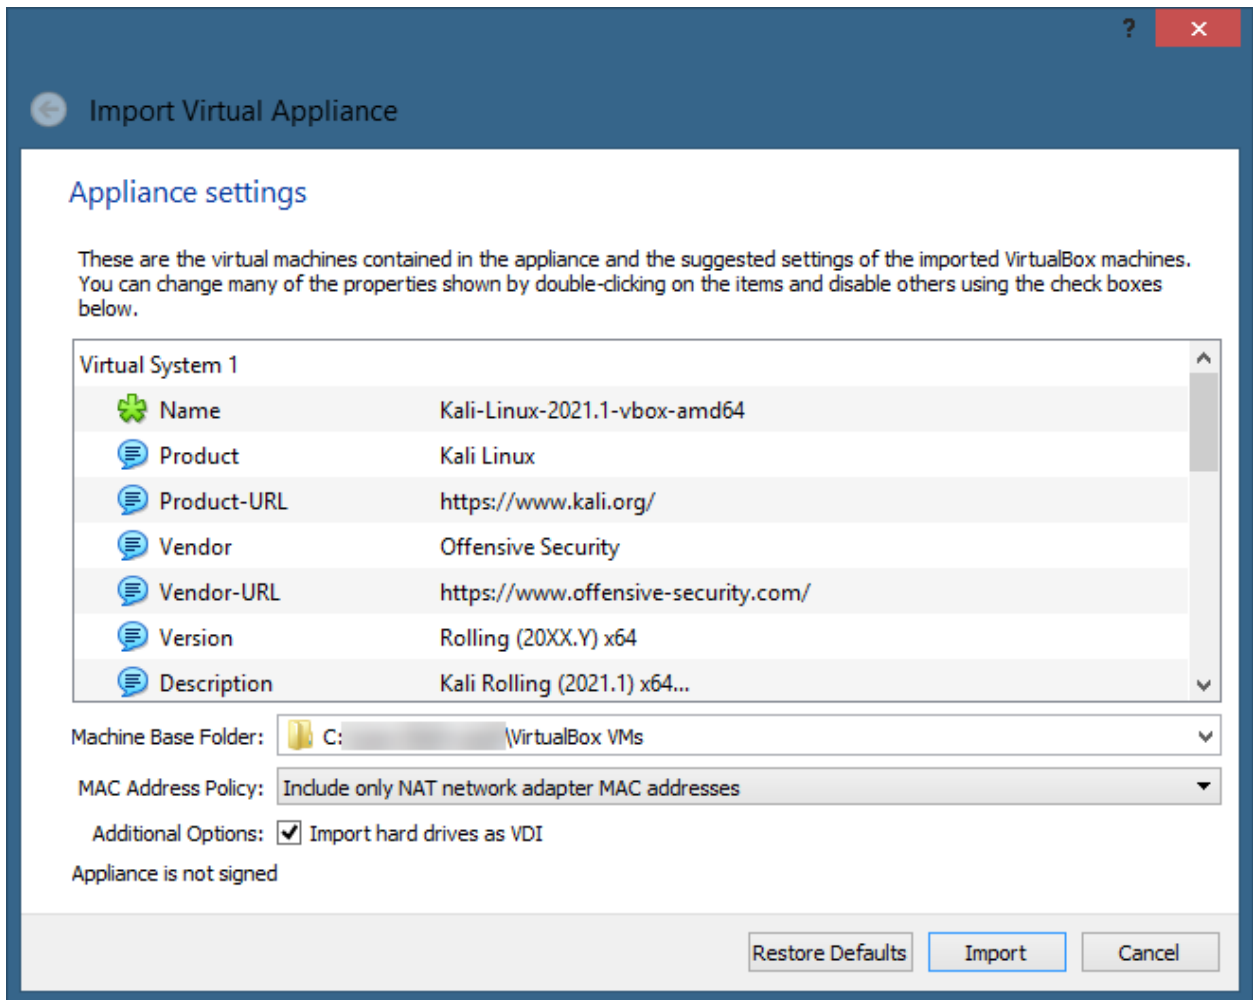 ?
Import Virtual Appliance
Appliance settings
These are the virtual machines contained in the appliance and the suggested settings of the imported VirtualBox machines.
You can change many of the properties shown by double-clicking on the items and disable others using the check boxes
below.
Virtual System 1
Name Kali-Linux-2021.1-vbox-amd64
Product Kali Linux
Product-URL https://www.kali.org/
Vendor Offensive Security
Vendor-URL https://www.offensive-security.com/
Version Rolling (20XX.Y) x64
Description Kali Rolling (2021.1) x64...
Machine Base Folder: C: \VirtualBox VMs
MAC Address Policy: Include only NAT network adapter MAC addresses
Additional Options: Import hard drives as VDI
Appliance is not signed
Restore Defaults Import Cancel